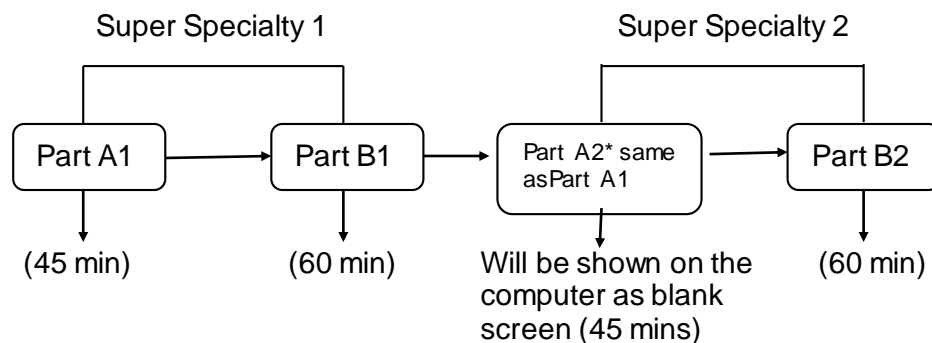 Super Specialty 1
Super Specialty 2
Part A1
Part B1
Part A2* same
asPart A1
Part B2
(45 min)
(60 min)
Will be shown on the
computer as blank
screen (45 mins)
(60 min)